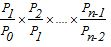 P₁/P₀ × P₂/P₁ × .... × Pₙ₋₁/Pₙ₋₂